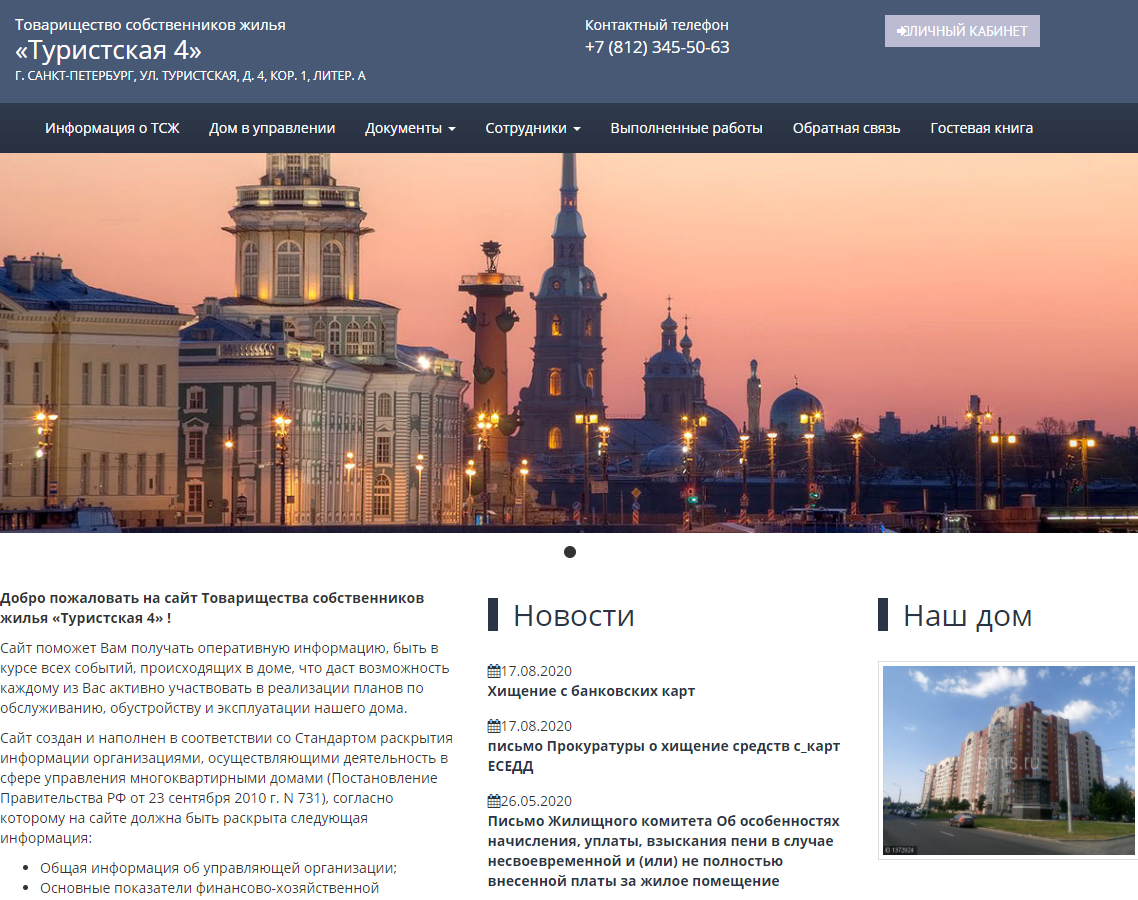 Товарищество собственников жилья
«Туристская 4»
Г. САНКТ-ПЕТЕРБУРГ, УЛ. ТУРИСТСКАЯ, Д. 4, КОР. 1, ЛИТЕР. А
Контактный телефон
+7 (812) 345-50-63
ЛИЧНЫЙ КАБИНЕТ
Информация о ТСЖ Дом в управлении Документы Сотрудники Выполненные работы Обратная связь Гостевая книга
Добро пожаловать на сайт Товарищества собственников
жилья «Туристская 4» !
Сайт поможет Вам получать оперативную информацию, быть в
курсе всех событий, происходящих в доме, что даст возможность
каждому из Вас активно участвовать в реализации планов по
обслуживанию, обустройству и эксплуатации нашего дома.
Сайт создан и наполнен в соответствии со Стандартом раскрытия
информации организациями, осуществляющими деятельность в
сфере управления многоквартирными домами (Постановление
Правительства РФ от 23 сентября 2010 г. N 731), согласно
которому на сайте должна быть раскрыта следующая
информация:
• Общая информация об управляющей организации;
• Основные показатели финансово-хозяйственной
Новости
17.08.2020
Хищение с банковских карт
17.08.2020
письмо Прокуратуры о хищение средств с_карт
ЕСЕДД
26.05.2020
Письмо Жилищного комитета Об особенностях
начисления, уплаты, взыскания пени в случае
несвоевременной и (или) не полностью
внесенной платы за жилое помещение
Наш дом